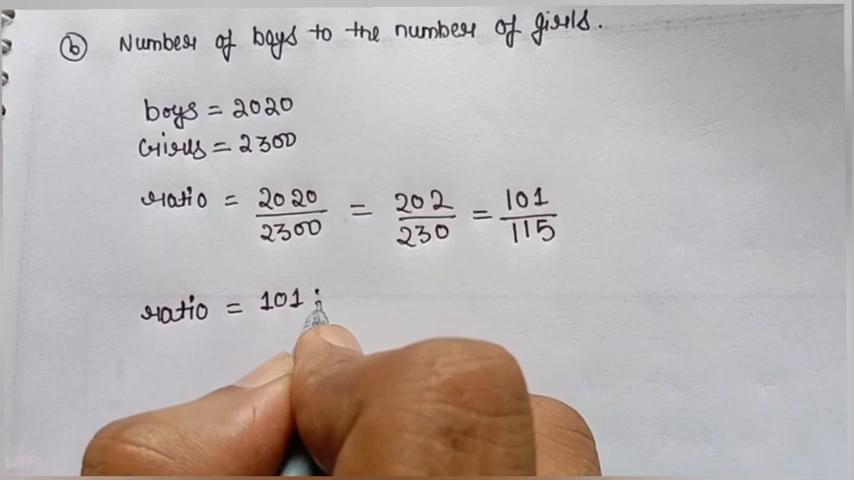 (b) Number of boys to the number of girls.
boys = 2020
Girls = 2300
ratio = 2020/2300 = 202/230 = 101/115
ratio = 101 :